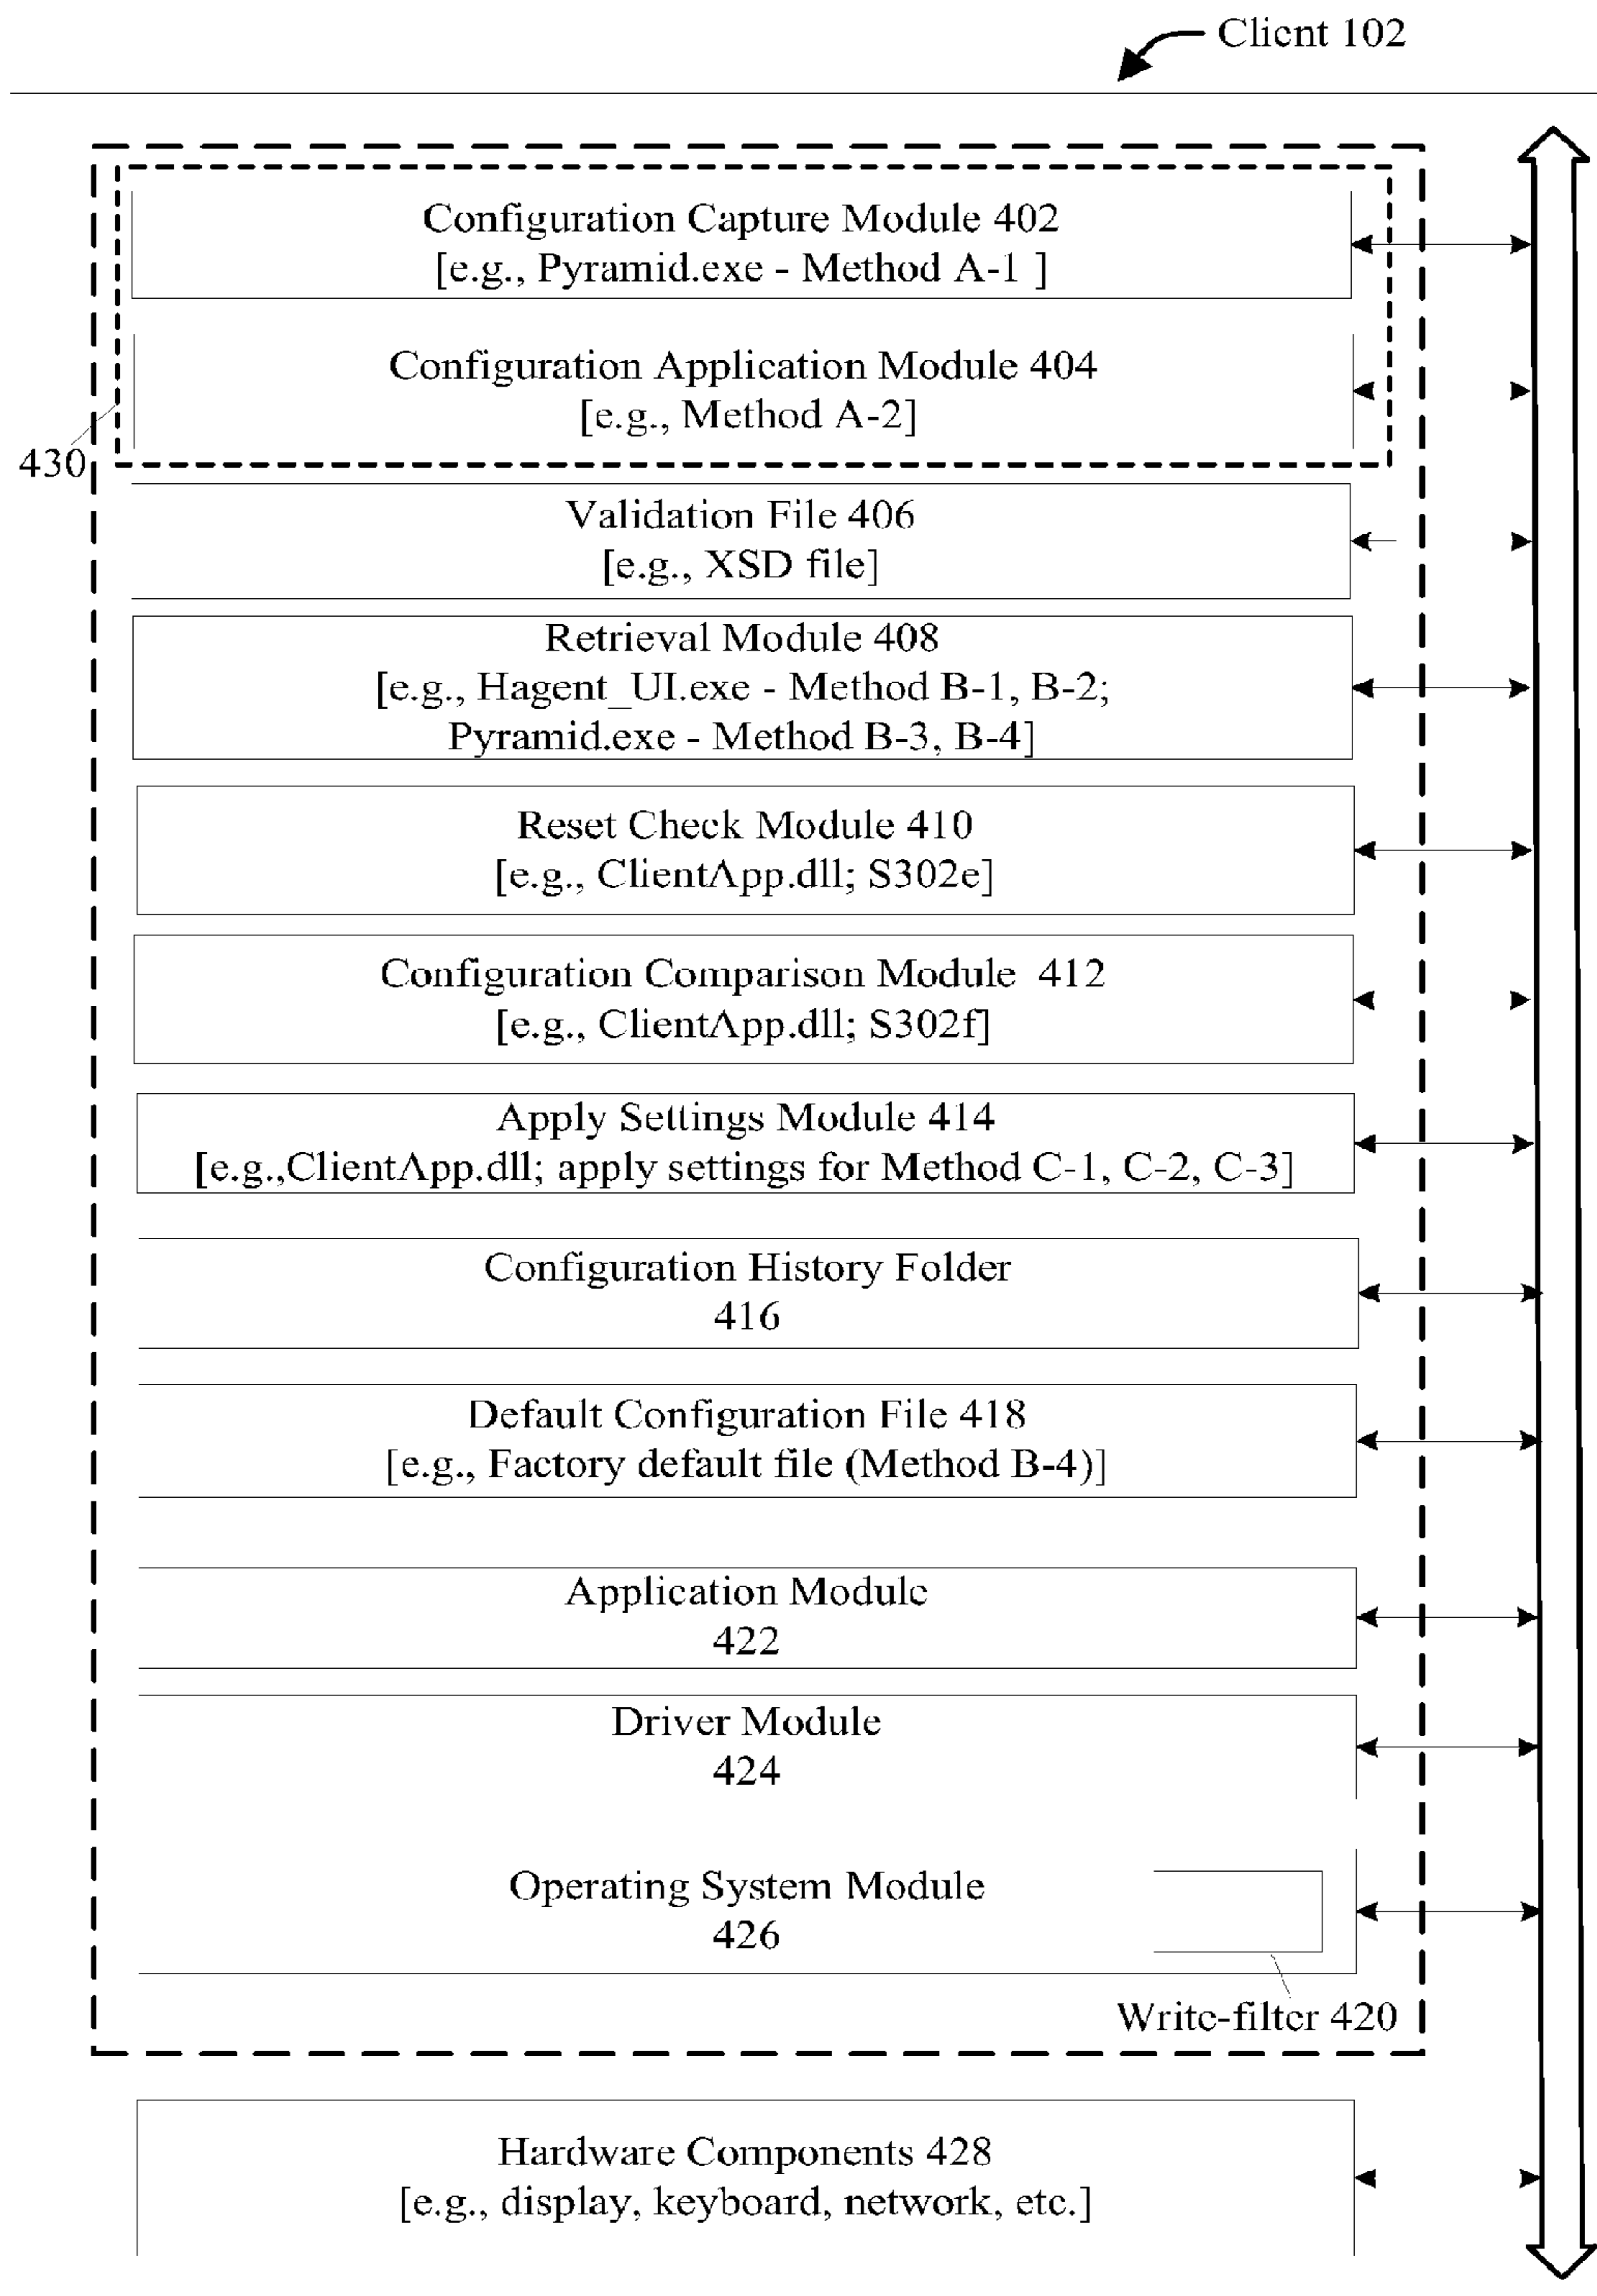 Client 102
Configuration Capture Module 402
[e.g., Pyramid.exe - Method A-1 ]
Configuration Application Module 404
[e.g., Method A-2]
430
Validation File 406
[e.g., XSD file]
Retrieval Module 408
[e.g., Hagent_UI.exe - Method B-1, B-2;
Pyramid.exe - Method B-3, B-4]
Reset Check Module 410
[e.g., ClientApp.dll; S302e]
Configuration Comparison Module 412
[e.g., ClientApp.dll; S302f]
Apply Settings Module 414
[e.g.,ClientApp.dll; apply settings for Method C-1, C-2, C-3]
Configuration History Folder
416
Default Configuration File 418
[e.g., Factory default file (Method B-4)]
Application Module
422
Driver Module
424
Operating System Module
426
Write-filter 420
Hardware Components 428
[e.g., display, keyboard, network, etc.]